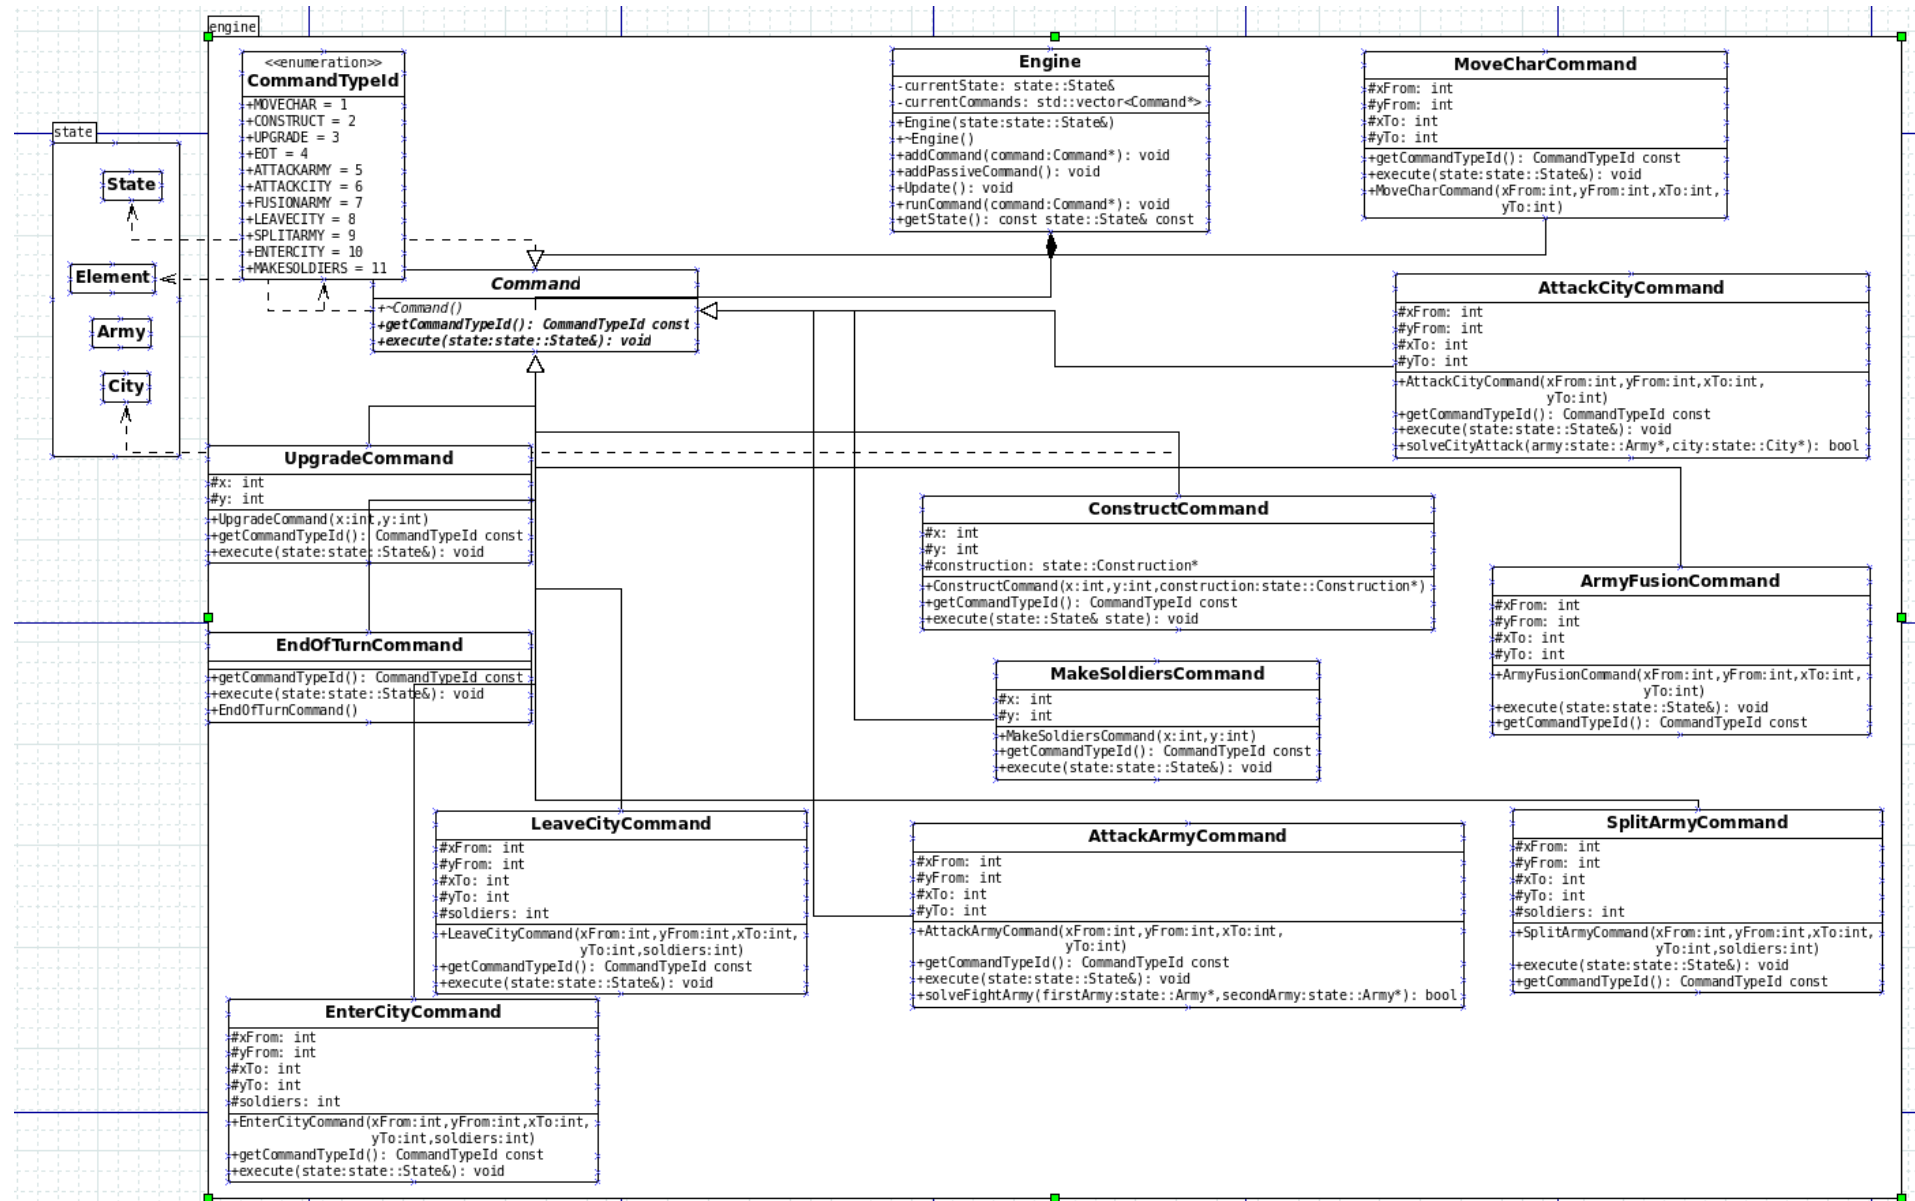 engine
<<enumeration>>
CommandTypeId
+MOVECHAR = 1
+CONSTRUCT = 2
+UPGRADE = 3
+EOT = 4
+ATTACKARMY = 5
+ATTACKCITY = 6
+FUSIONARMY = 7
+LEAVECITY = 8
+SPLITARMY = 9
+ENTERCITY = 10
+MAKESOLDIERS = 11
Engine
-currentState: state::State&
-currentCommands: std::vector<Command*>
+Engine(state:state::State&)
+~Engine()
+addCommand(command:Command*): void
+addPassiveCommand(): void
+Update(): void
+runCommand(command:Command*): void
+getState(): const state::State& const
MoveCharCommand
#xFrom: int
#yFrom: int
#xTo: int
#yTo: int
+getCommandTypeId(): CommandTypeId const
+execute(state:state::State&): void
+MoveCharCommand(xFrom:int,yFrom:int,xTo:int,
yTo:int)
state
State
Element
Army
City
Command
+~Command()
+getCommandTypeId(): CommandTypeId const
+execute(state:state::State&): void
AttackCityCommand
#xFrom: int
#yFrom: int
#xTo: int
#yTo: int
+AttackCityCommand(xFrom:int,yFrom:int,xTo:int,
yTo:int)
+getCommandTypeId(): CommandTypeId const
+execute(state:state::State&): void
+solveCityAttack(army:state::Army*,city:state::City*): bool
UpgradeCommand
#x: int
#y: int
+UpgradeCommand(x:int,y:int)
+getCommandTypeId(): CommandTypeId const
+execute(state:state::State&): void
ConstructCommand
#x: int
#y: int
#construction: state::Construction*
+ConstructCommand(x:int,y:int,construction:state::Construction*)
+getCommandTypeId(): CommandTypeId const
+execute(state::State& state): void
ArmyFusionCommand
#xFrom: int
#yFrom: int
#xTo: int
#yTo: int
+ArmyFusionCommand(xFrom:int,yFrom:int,xTo:int,
yTo:int)
+execute(state:state::State&): void
+getCommandTypeId(): CommandTypeId const
EndOfTurnCommand
+getCommandTypeId(): CommandTypeId const
+execute(state:state::State&): void
+EndOfTurnCommand()
MakeSoldiersCommand
#x: int
#y: int
+MakeSoldiersCommand(x:int,y:int)
+getCommandTypeId(): CommandTypeId const
+execute(state:state::State&): void
LeaveCityCommand
#xFrom: int
#yFrom: int
#xTo: int
#yTo: int
#soldiers: int
+LeaveCityCommand(xFrom:int,yFrom:int,xTo:int,
yTo:int,soldiers:int)
+getCommandTypeId(): CommandTypeId const
+execute(state:state::State&): void
AttackArmyCommand
#xFrom: int
#yFrom: int
#xTo: int
#yTo: int
+AttackArmyCommand(xFrom:int,yFrom:int,xTo:int,
yTo:int)
+getCommandTypeId(): CommandTypeId const
+execute(state:state::State&): void
+solveFightArmy(firstArmy:state::Army*,secondArmy:state::Army*): bool
SplitArmyCommand
#xFrom: int
#yFrom: int
#xTo: int
#yTo: int
#soldiers: int
+SplitArmyCommand(xFrom:int,yFrom:int,xTo:int,
yTo:int,soldiers:int)
+execute(state:state::State&): void
+getCommandTypeId(): CommandTypeId const
EnterCityCommand
#xFrom: int
#yFrom: int
#xTo: int
#yTo: int
#soldiers: int
+EnterCityCommand(xFrom:int,yFrom:int,xTo:int,
yTo:int,soldiers:int)
+getCommandTypeId(): CommandTypeId const
+execute(state:state::State&): void